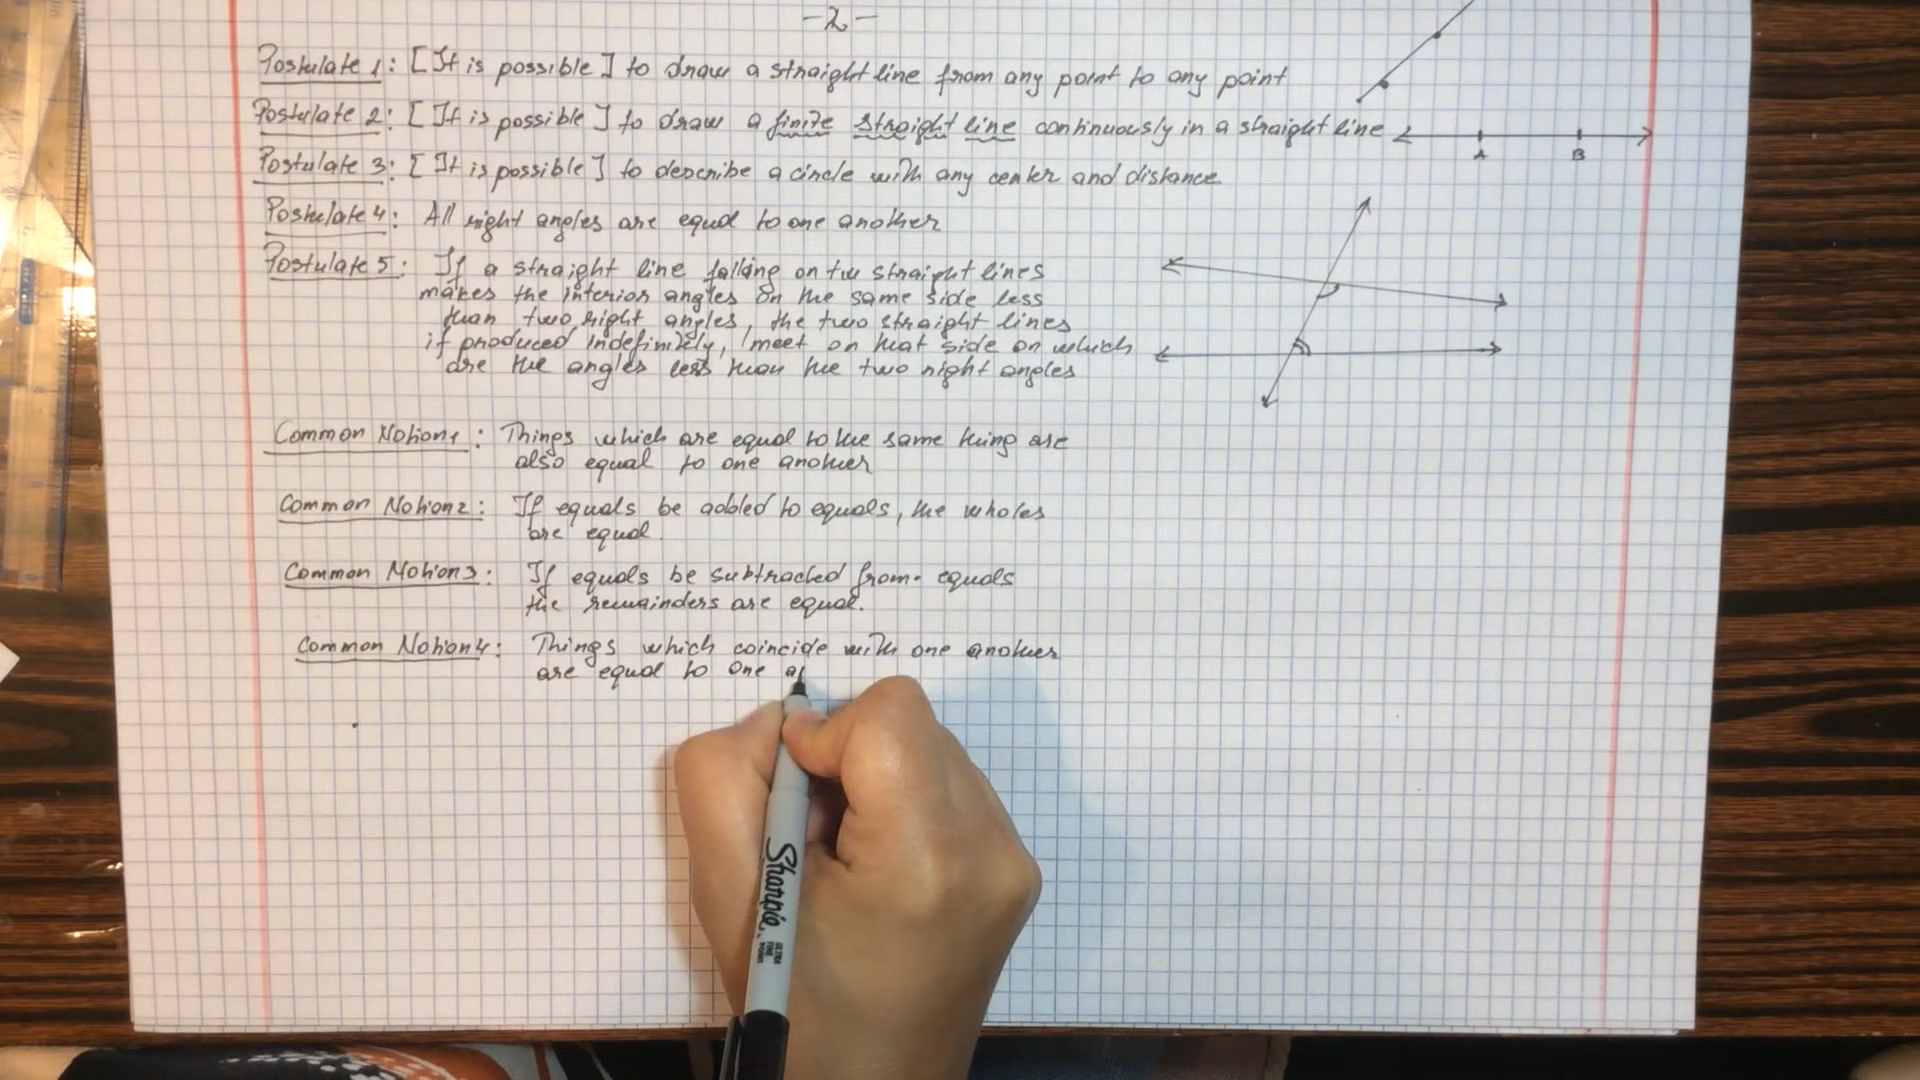 -2-
Postulate 1: [It is possible] to draw a straight line from any point to any point
Postulate 2: [It is possible] to draw a finite straight line continuously in a straight line
A B
Postulate 3: [It is possible] to describe a circle with any center and distance
Postulate 4: All right angles are equal to one another
Postulate 5: If a straight line falling on two straight lines
makes the interior angles on the same side less
than two right angles, the two straight lines
if produced indefinitely, meet on that side on which
are the angles less than the two right angles
Common Notion 1: Things which are equal to the same thing are
also equal to one another
Common Notion 2: If equals be added to equals, the wholes
are equal.
Common Notion 3: If equals be subtracted from equals
the remainders are equal.
Common Notion 4: Things which coincide with one another
are equal to one a
Sharpie
ULTRA
FINE
POINT